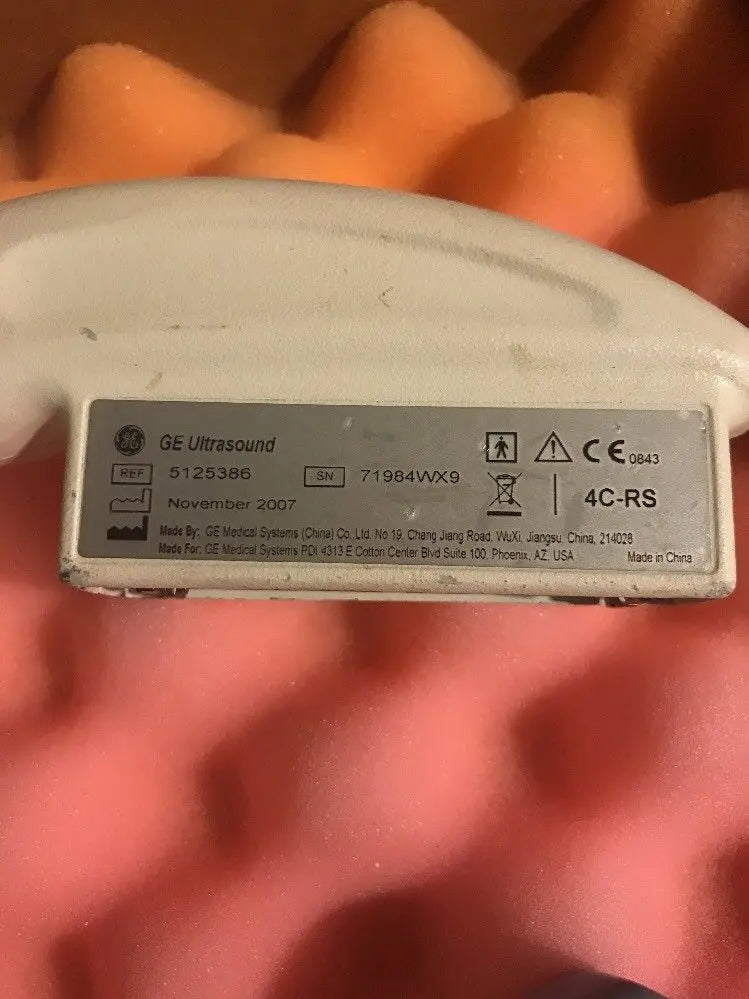 GE Ultrasound
REF 5125386 SN 71984WX9
November 2007
CE 0843
4C-RS
Made By: GE Medical Systems (China) Co.,Ltd. No 19, Chang Jiang Road, WuXi, Jiangsu, China, 214028
Made For: GE Medical Systems PDI 4313 E Cotton Center Blvd Suite 100, Phoenix, AZ, USA Made in China